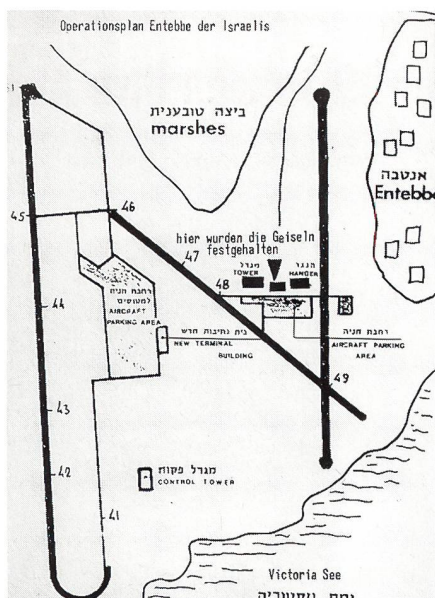 Operationsplan Entebbe der Israelis
ביצה טובענית
marshes
אנטבה
Entebbe
46
45
hier wurden die Geiseln
festgehalten
47
מגדל
TOWER
הנגר
HANGER
48
44
רחבת חניה
למטוסים
AIRCRAFT
PARKING AREA
בית נתיבות חדש
NEW TERMINAL
BUILDING
רחבת חניה
AIRCRAFT PARKING
AREA
49
43
42
מגדל פקוח
CONTROL TOWER
41
Victoria See